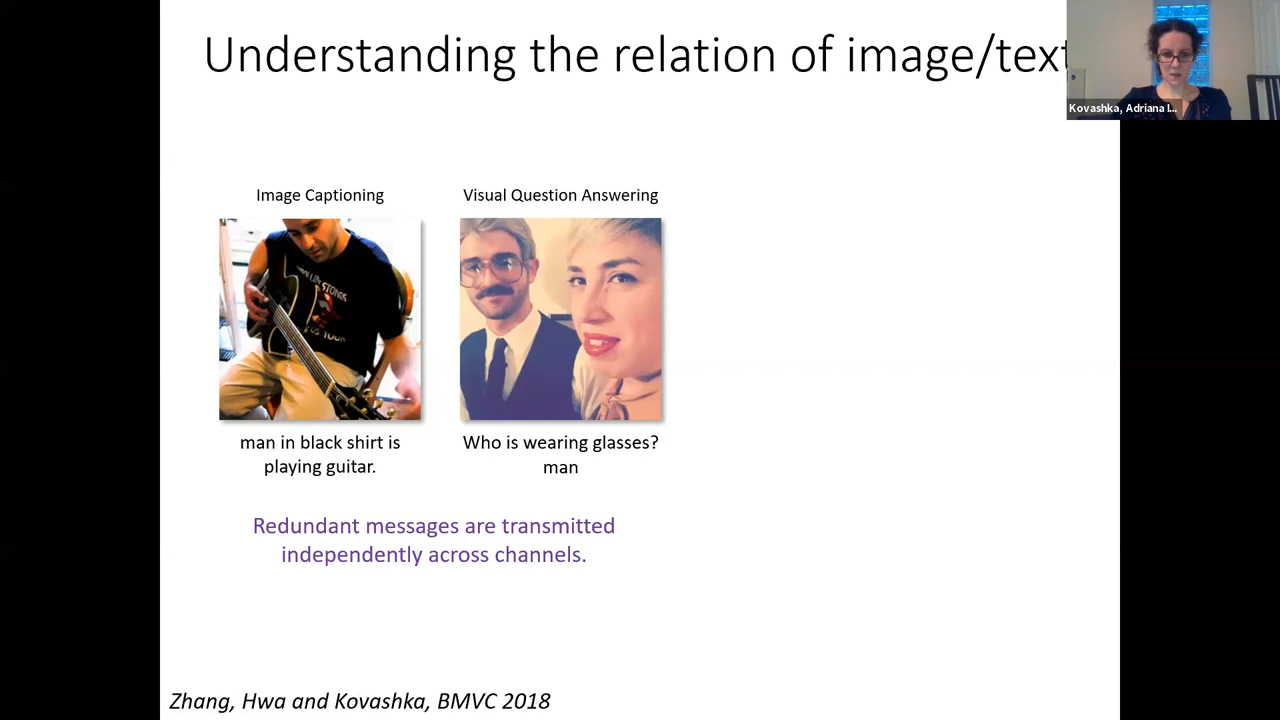 Understanding the relation of image/text
Kovashka, Adriana I...
Image Captioning
Visual Question Answering
STONES
man in black shirt is
playing guitar.
Who is wearing glasses?
man
Redundant messages are transmitted
independently across channels.
Zhang, Hwa and Kovashka, BMVC 2018